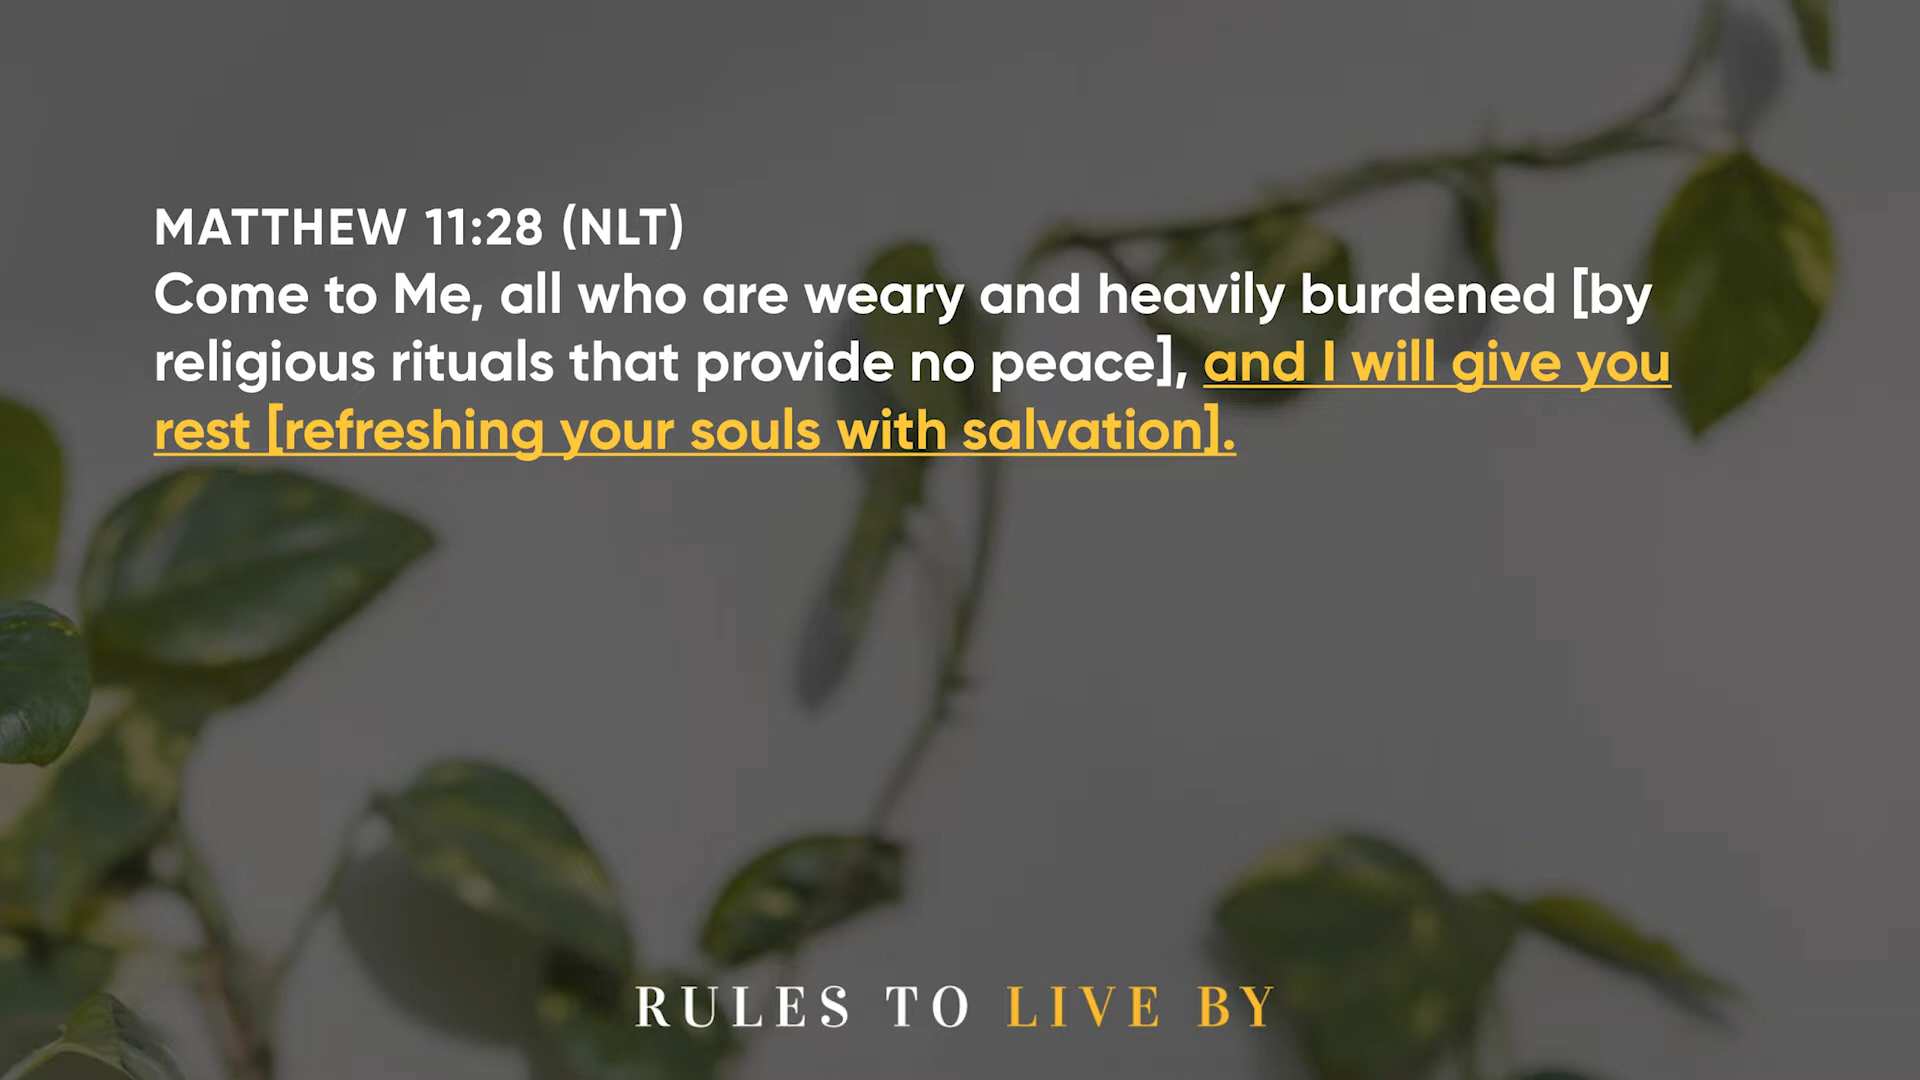 MATTHEW 11:28 (NLT)
Come to Me, all who are weary and heavily burdened [by
religious rituals that provide no peace], and I will give you
rest [refreshing your souls with salvation].
RULES TO LIVE BY